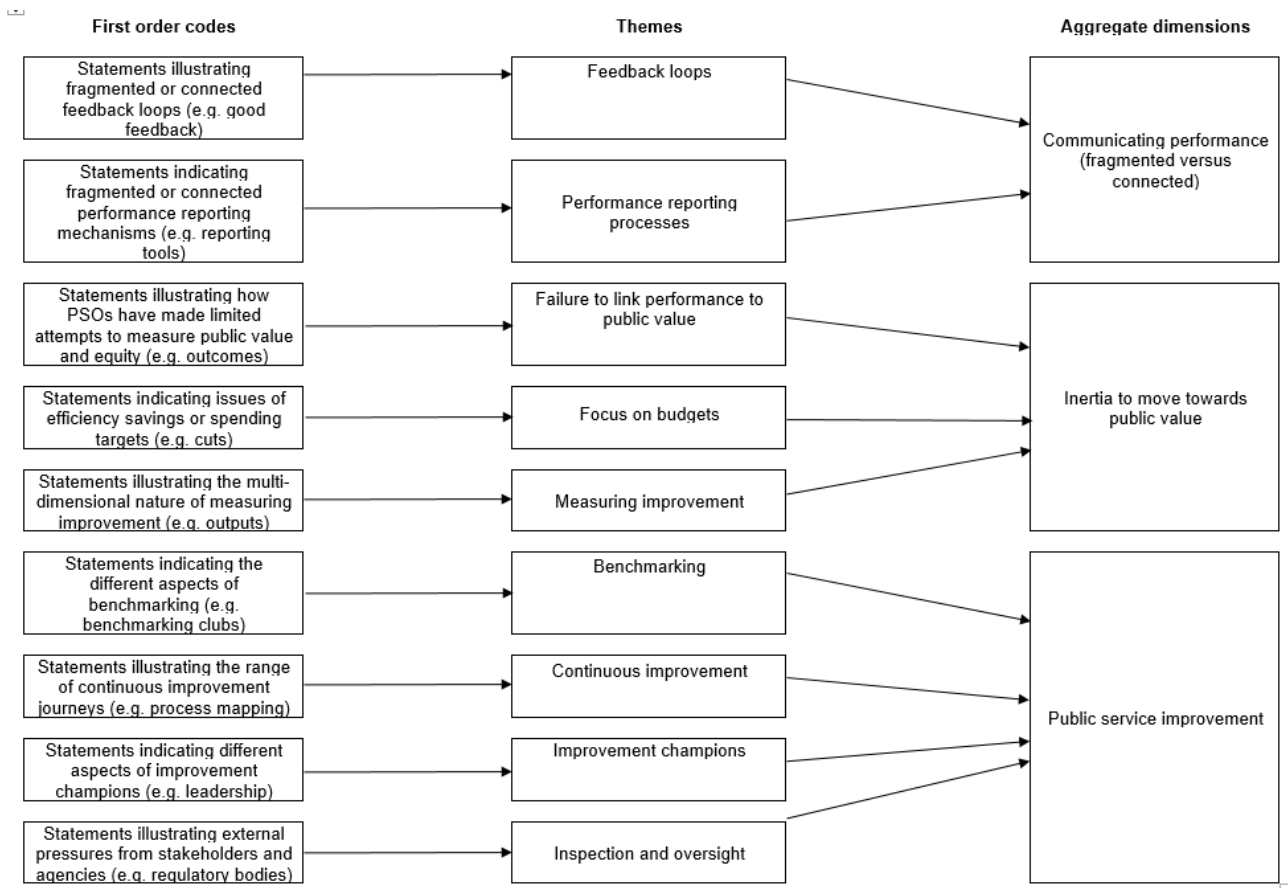 First order codes
Themes
Aggregate dimensions
Statements illustrating
fragmented or connected
feedback loops (e.g. good
feedback)
Feedback loops
Communicating performance
(fragmented versus
connected)
Statements indicating
fragmented or connected
performance reporting
mechanisms (e.g. reporting
tools)
Performance reporting
processes
Statements illustrating how
PSOs have made limited
attempts to measure public value
and equity (e.g. outcomes)
Failure to link performance to
public value
Inertia to move towards
public value
Statements indicating issues of
efficiency savings or spending
targets (e.g. cuts)
Focus on budgets
Statements illustrating the multi-
dimensional nature of measuring
improvement (e.g. outputs)
Measuring improvement
Statements indicating the
different aspects of
benchmarking (e.g.
benchmarking clubs)
Benchmarking
Public service improvement
Statements illustrating the range
of continuous improvement
journeys (e.g. process mapping)
Continuous improvement
Statements indicating different
aspects of improvement
champions (e.g. leadership)
Improvement champions
Statements illustrating external
pressures from stakeholders and
agencies (e.g. regulatory bodies)
Inspection and oversight